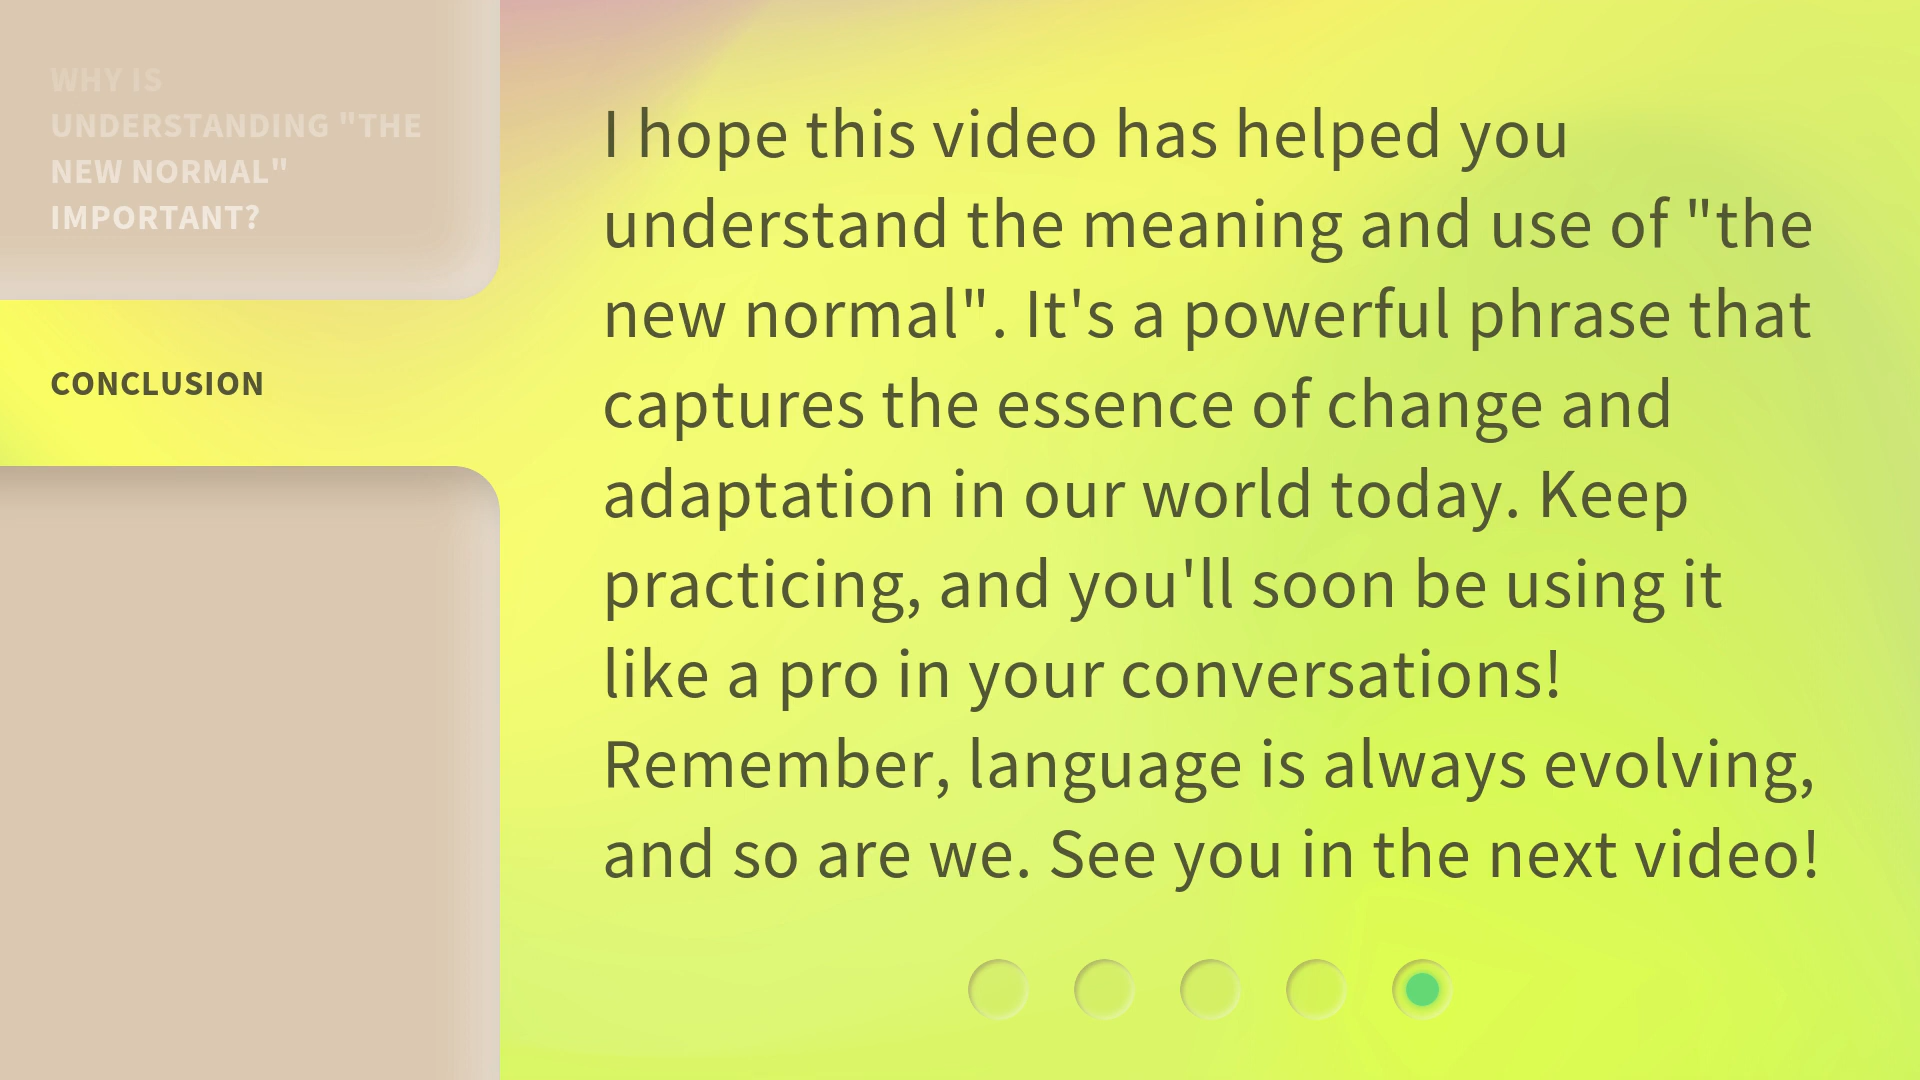 WHY IS
UNDERSTANDING "THE
NEW NORMAL"
IMPORTANT?
CONCLUSION
I hope this video has helped you
understand the meaning and use of "the
new normal". It's a powerful phrase that
captures the essence of change and
adaptation in our world today. Keep
practicing, and you'll soon be using it
like a pro in your conversations!
Remember, language is always evolving,
and so are we. See you in the next video!